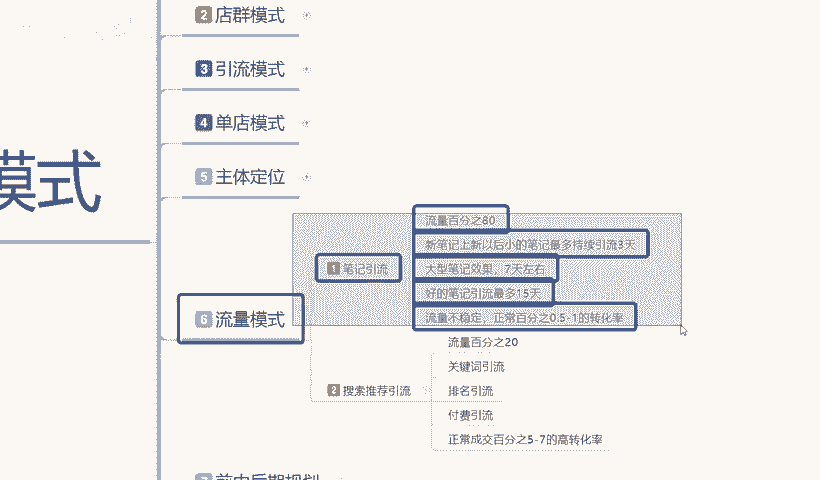 2 店群模式
3 引流模式
4 单店模式
模式
5 主体定位
流量百分之80
新笔记上新以后小的笔记最多持续引流3天
1 笔记引流
大型笔记效果，7天左右
好的笔记引流最多15天
6 流量模式
流量不稳定，正常百分之0.5-1的转化率
流量百分之20
关键词引流
2 搜索推荐引流
排名引流
付费引流
正常成交百分之5-7的高转化率
7 前中后期规划